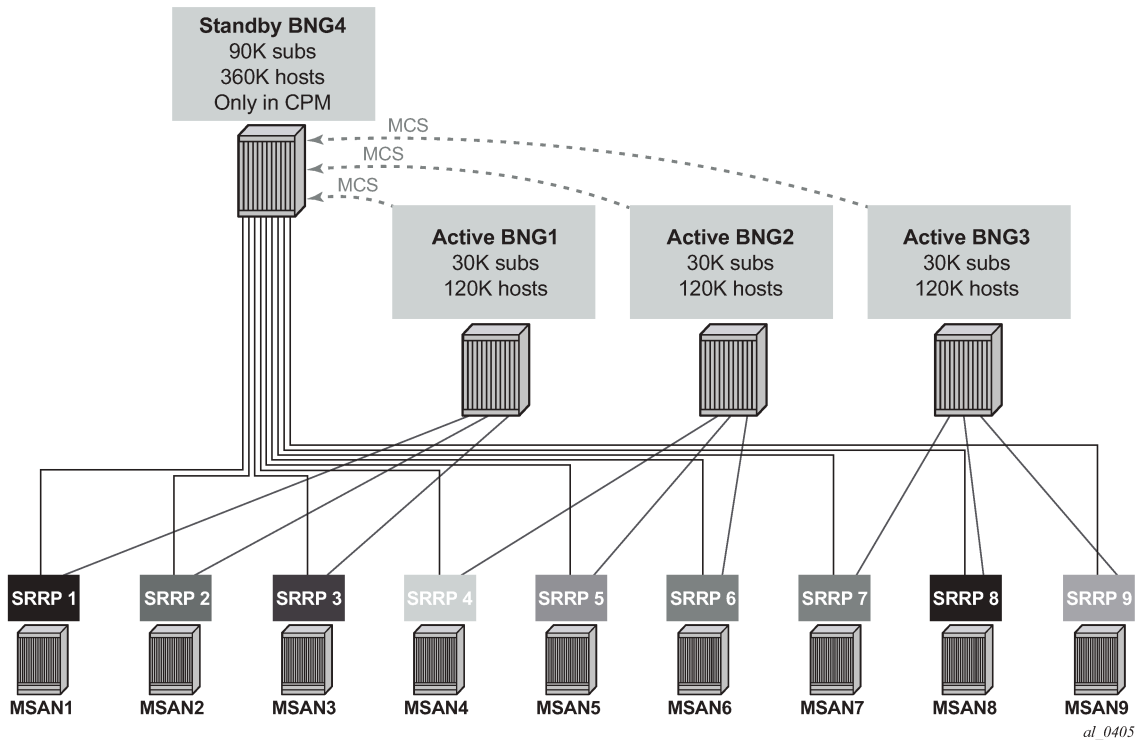 Standby BNG4
90K subs
360K hosts
Only in CPM
MCS
MCS
MCS
Active BNG1
30K subs
120K hosts
Active BNG2
30K subs
120K hosts
Active BNG3
30K subs
120K hosts
SRRP 1
SRRP 2
SRRP 3
SRRP 4
SRRP 5
SRRP 6
SRRP 7
SRRP 8
SRRP 9
MSAN1
MSAN2
MSAN3
MSAN4
MSAN5
MSAN6
MSAN7
MSAN8
MSAN9
al_0405